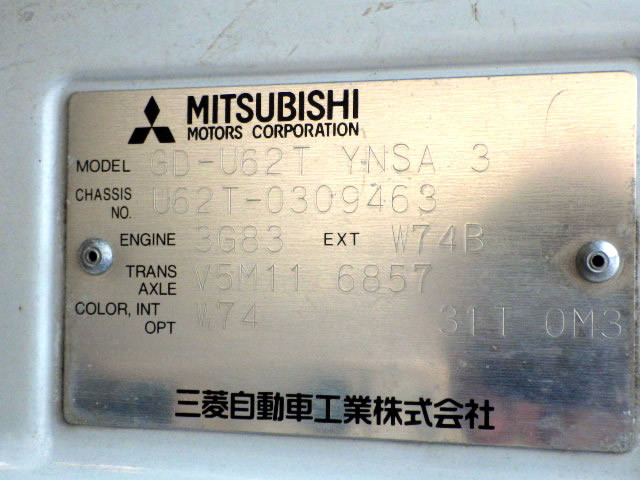 MITSUBISHI
MOTORS CORPORATION
MODEL GD-U62T YNSA 3
CHASSIS NO. U62T-0309463
ENGINE 3G83 EXT W74B
TRANS AXLE V5M11 6857
COLOR, INT OPT W74 31T 0M3
三菱自動車工業株式会社